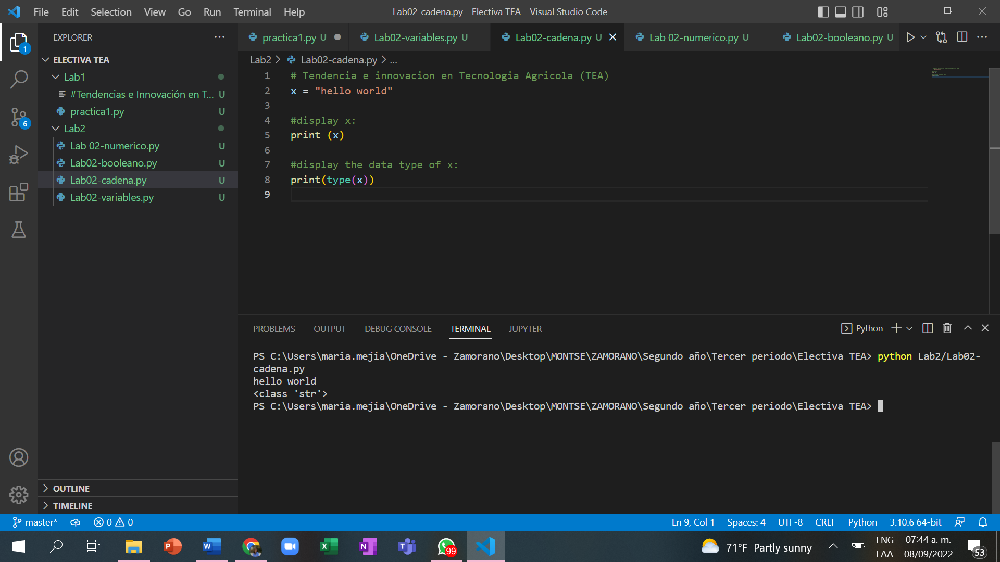 File Edit Selection View Go Run Terminal Help
Lab02-cadena.py - Electiva TEA - Visual Studio Code
EXPLORER
practica1.py U
Lab02-variables.py U
Lab02-cadena.py U
Lab 02-numerico.py U
Lab02-booleano.py U
1
ELECTIVA TEA
Lab1
#Tendencias e Innovación en T... U
practica1.py U
6
Lab2
Lab 02-numerico.py U
Lab02-booleano.py U
Lab02-cadena.py U
Lab02-variables.py U
OUTLINE
TIMELINE
Lab2 > Lab02-cadena.py > ...
1 # Tendencia e innovacion en Tecnologia Agricola (TEA)
2 x = "hello world"
3
4 #display x:
5 print (x)
6
7 #display the data type of x:
8 print(type(x))
9
PROBLEMS OUTPUT DEBUG CONSOLE TERMINAL JUPYTER
Python
PS C:\Users\maria.mejia\OneDrive - Zamorano\Desktop\MONTSE\ZAMORANO\Segundo año\Tercer periodo\Electiva TEA> python Lab2/Lab02-
cadena.py
hello world
<class 'str'>
PS C:\Users\maria.mejia\OneDrive - Zamorano\Desktop\MONTSE\ZAMORANO\Segundo año\Tercer periodo\Electiva TEA>
master* 0 0
Ln 9, Col 1 Spaces: 4 UTF-8 CRLF Python 3.10.6 64-bit
99
71°F Partly sunny
ENG
LAA
07:44 a. m.
08/09/2022
53